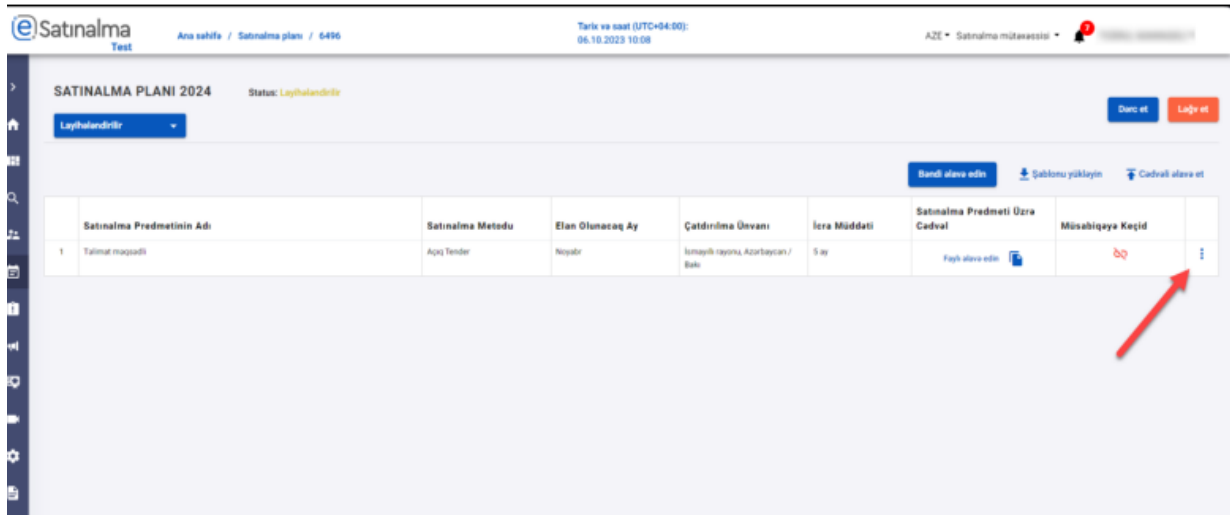 e Satınalma
Test
Ana səhifə / Satınalma planı / 6496
Tarix və saat (UTC+04:00):
06.10.2023 10:08
AZE Satınalma mütəxəssisi
7
SATINALMA PLANI 2024 Status: Layihələndirilir
Layihələndirilir
Dərc et Ləğv et
Bəndi əlavə edin Şablonu yükləyin Cədvəli əlavə et
Satınalma Predmetinin Adı Satınalma Metodu Elan Olunacaq Ay Çatdırılma Ünvanı İcra Müddəti Satınalma Predmeti Üzrə Cədvəl Müsabiqəyə Keçid
1 Təlimat məqsədli Açıq Tender Noyabr İsmayıllı rayonu, Azərbaycan / Bakı 5 ay Faylı əlavə edin